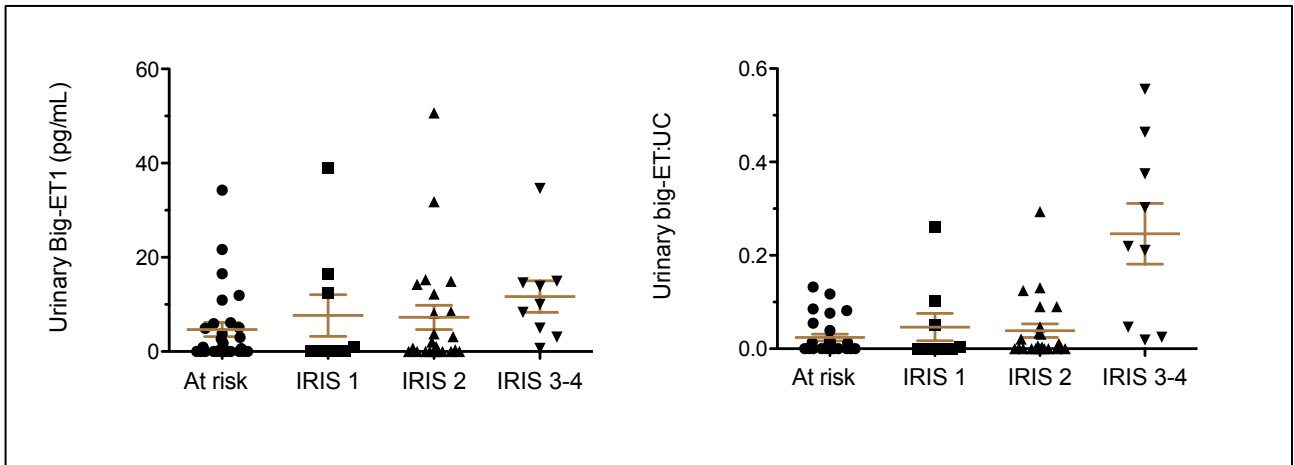 Urinary Big-ET1 (pg/mL)
60
40
20
0
At risk IRIS 1 IRIS 2 IRIS 3-4
Urinary big-ET:UC
0.6
0.4
0.2
0.0
At risk IRIS 1 IRIS 2 IRIS 3-4